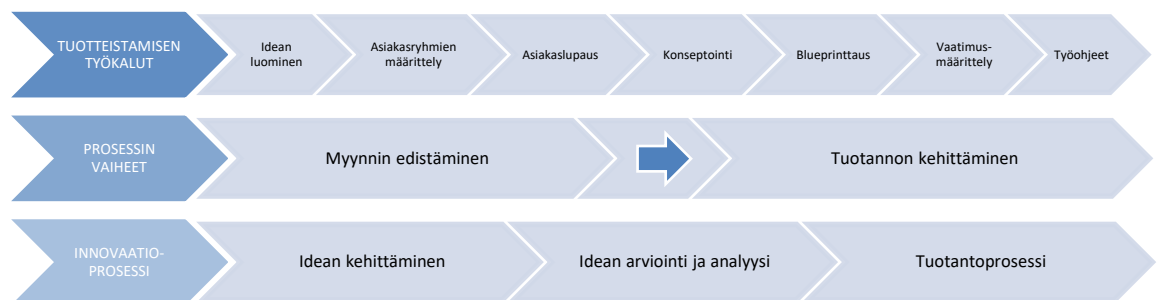 TUOTTEISTAMISEN
TYÖKALUT
Idean
luominen
Asiakasryhmien
määrittely
Asiakaslupaus
Konseptointi
Blueprinttaus
Vaatimus-
määrittely
Työohjeet
PROSESSIN
VAIHEET
Myynnin edistäminen
Tuotannon kehittäminen
INNOVAATIO-
PROSESSI
Idean kehittäminen
Idean arviointi ja analyysi
Tuotantoprosessi